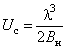 U_c = λ³ / 2B_н